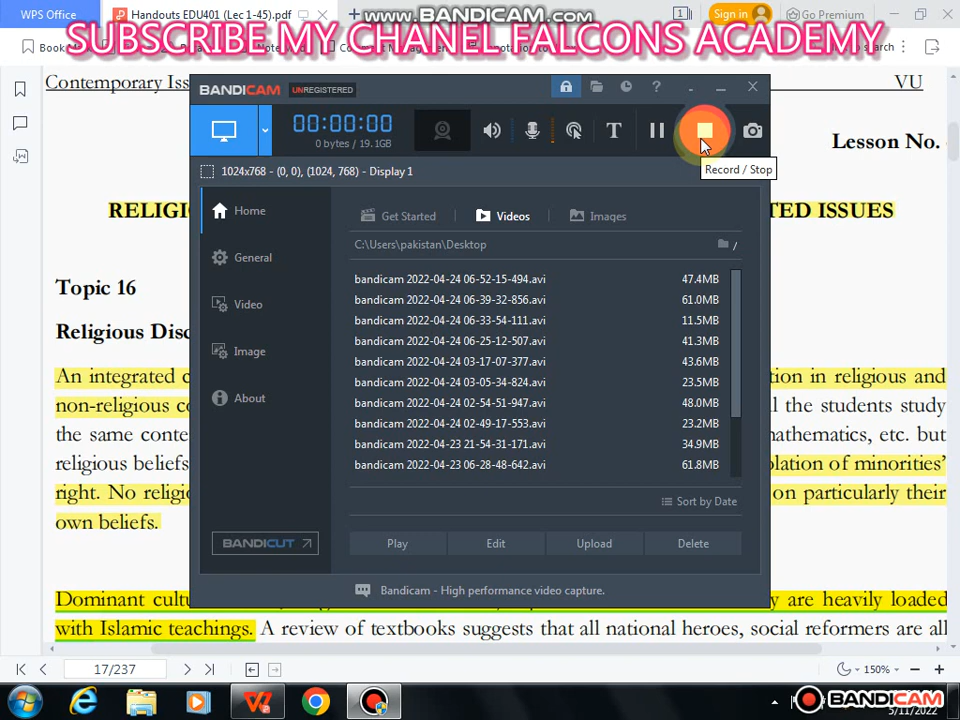 WPS Office
Handouts EDU401 (Lec 1-45).pdf
www.BANDICAM.com
1
Sign in
Go Premium
SUBSCRIBE MY CHANEL FALCONS ACADEMY
Contemporary Iss
VU
BANDICAM UNREGISTERED
00:00:00
0 bytes / 19.1GB
T
Record / Stop
1024x768 - (0, 0), (1024, 768) - Display 1
Lesson No.
RELIGI
TED ISSUES
Home
General
Video
Image
About
BANDICUT
Get Started
Videos
Images
C:\Users\pakistan\Desktop
bandicam 2022-04-24 06-52-15-494.avi 47.4MB
bandicam 2022-04-24 06-39-32-856.avi 61.0MB
bandicam 2022-04-24 06-33-54-111.avi 11.5MB
bandicam 2022-04-24 06-25-12-507.avi 41.3MB
bandicam 2022-04-24 03-17-07-377.avi 43.6MB
bandicam 2022-04-24 03-05-34-824.avi 23.5MB
bandicam 2022-04-24 02-54-51-947.avi 48.0MB
bandicam 2022-04-24 02-49-17-553.avi 23.2MB
bandicam 2022-04-23 21-54-31-171.avi 34.9MB
bandicam 2022-04-23 06-28-48-642.avi 61.8MB
Sort by Date
Play Edit Upload Delete
Bandicam - High performance video capture.
Topic 16
Religious Disc
An integrated c tion in religious and
non-religious co l the students study
the same conte athematics, etc. but
religious beliefs olation of minorities'
right. No religio on particularly their
own beliefs.
Dominant cultu y are heavily loaded
with Islamic teachings. A review of textbooks suggests that all national heroes, social reformers are all
17/237
150%
BANDICAM
5/11/2022